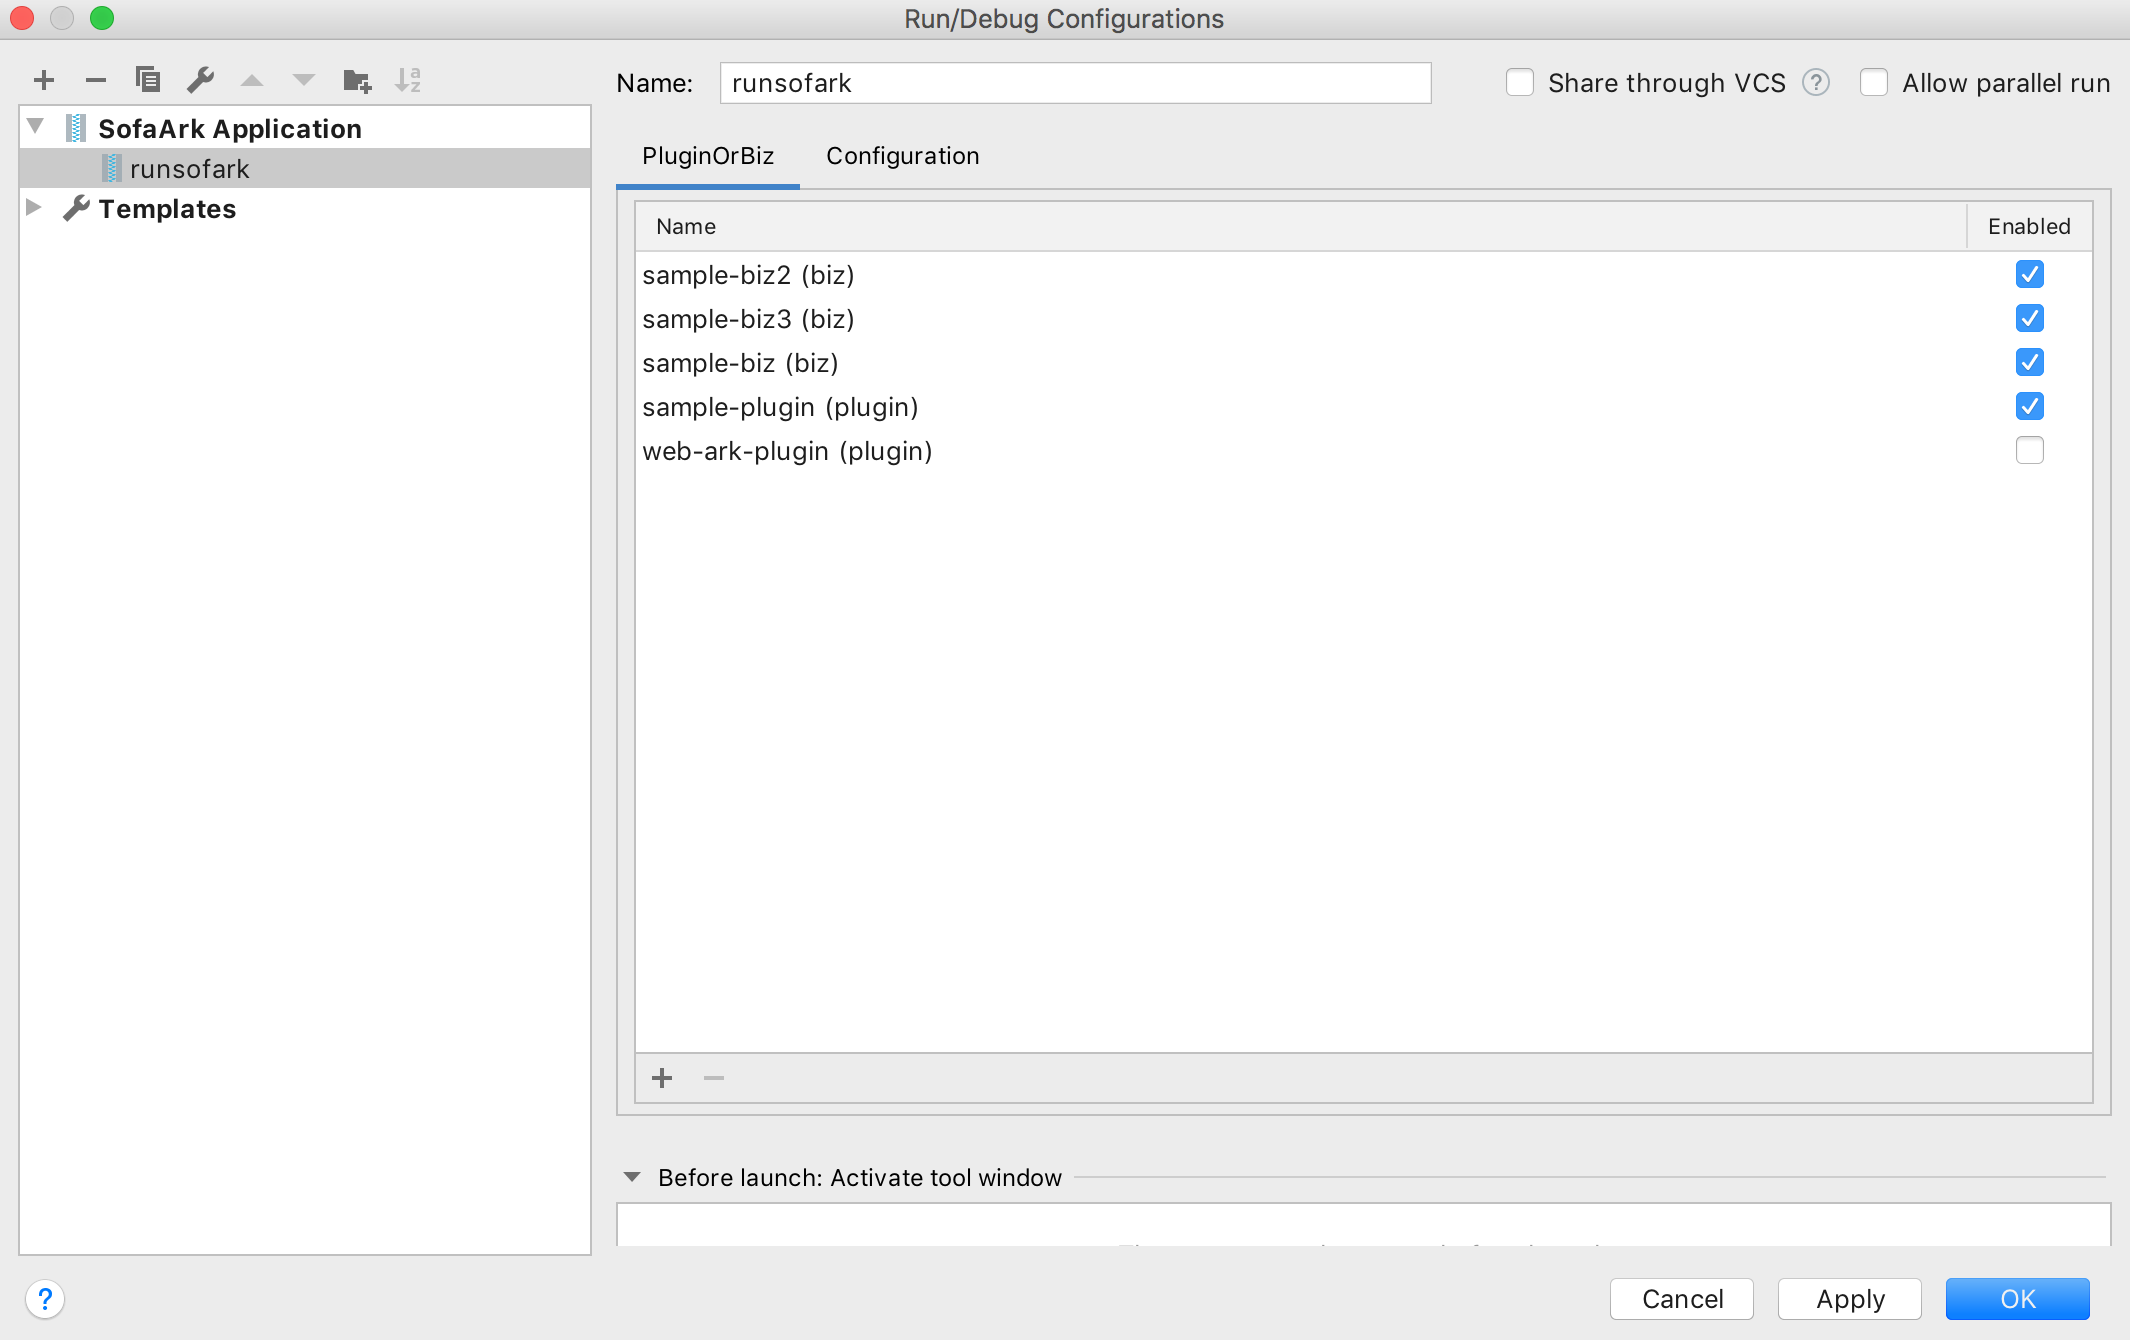 Run/Debug Configurations
Name: runsofark
Share through VCS ?
Allow parallel run
SofaArk Application
runsofark
Templates
PluginOrBiz Configuration
Name Enabled
sample-biz2 (biz)
sample-biz3 (biz)
sample-biz (biz)
sample-plugin (plugin)
web-ark-plugin (plugin)
Before launch: Activate tool window
? Cancel Apply OK